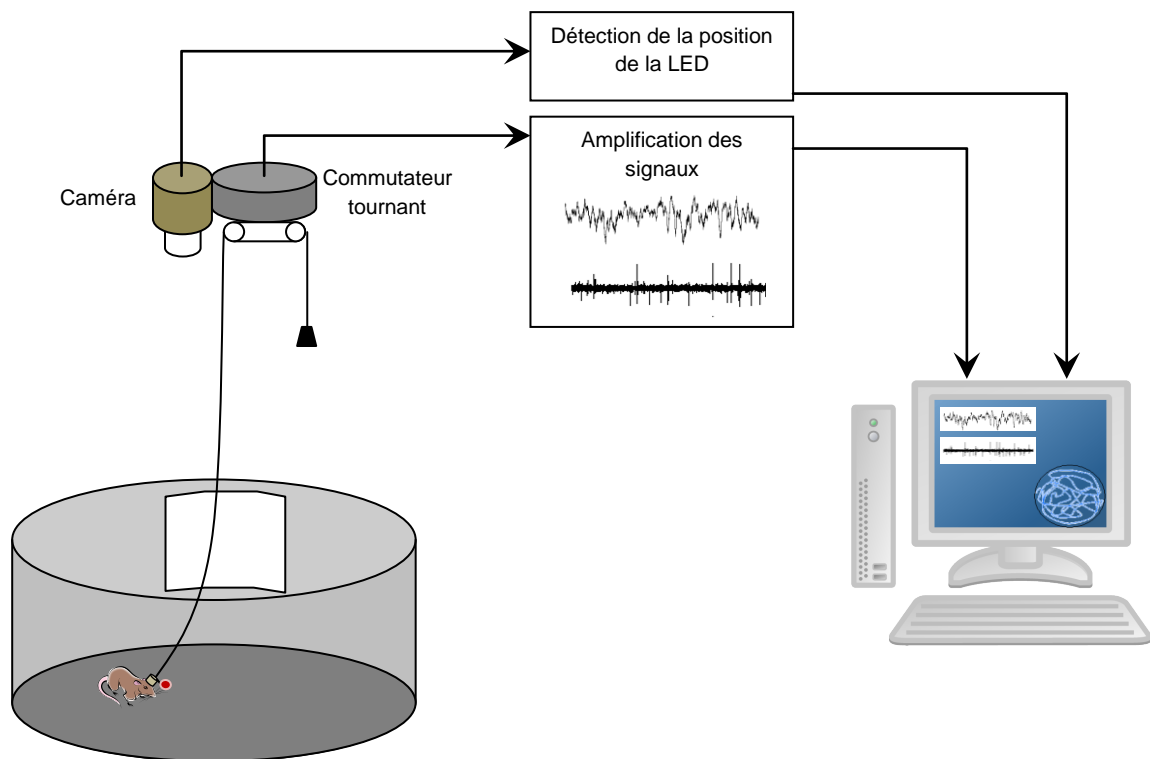 Détection de la position
de la LED
Amplification des
signaux
Caméra
Commutateur
tournant